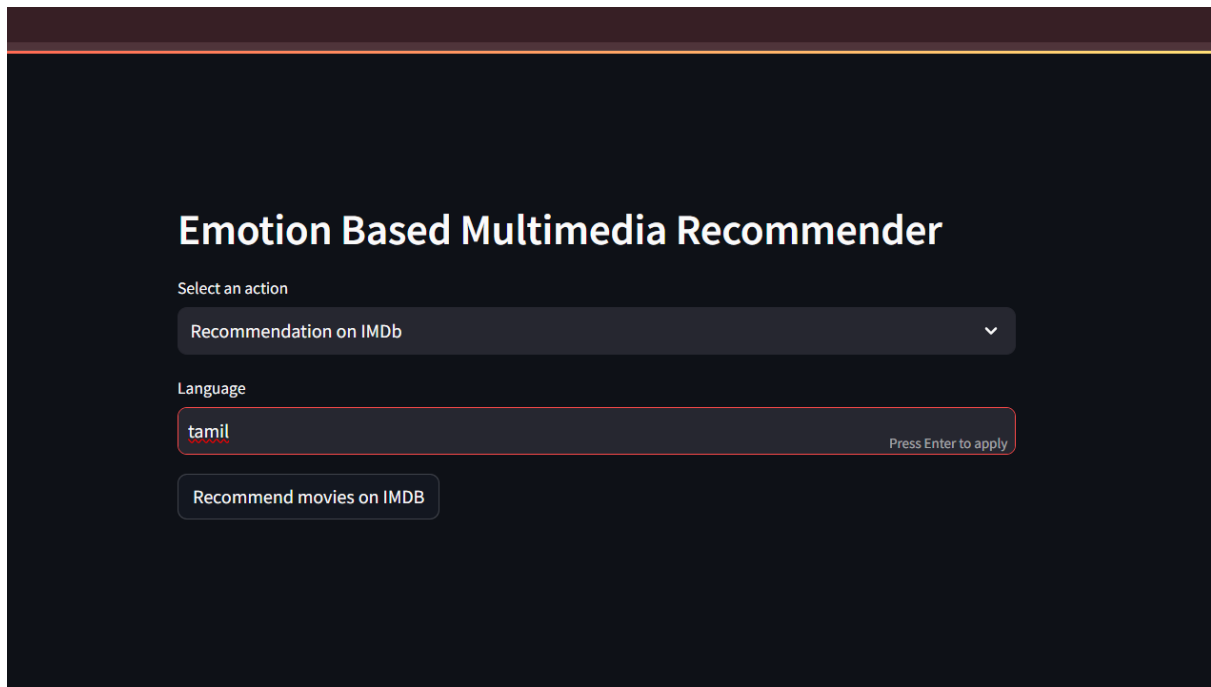 Emotion Based Multimedia Recommender
Select an action
Recommendation on IMDb
Language
tamil
Press Enter to apply
Recommend movies on IMDB